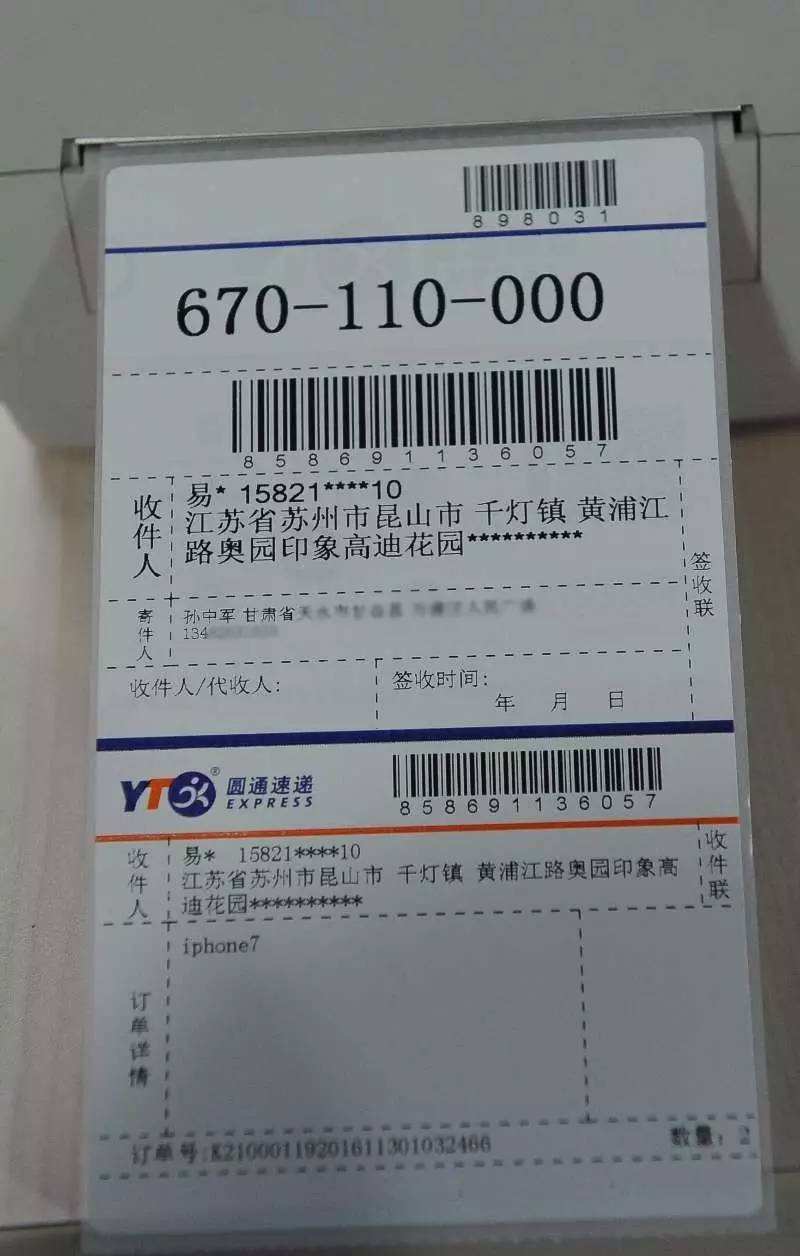 898031
670-110-000
858691136057
收件人
易* 15821****10
江苏省苏州市昆山市 千灯镇 黄浦江
路奥园印象高迪花园**********
签收联
寄件人
孙中军 甘肃省
134
收件人/代收人:
签收时间:
年 月 日
YTO® 圆通速递
EXPRESS
858691136057
收件人
易* 15821****10
江苏省苏州市昆山市 千灯镇 黄浦江路奥园印象高
迪花园**********
收件联
订单详情
iphone7
订单号:K21000119201611301032466
数量: 2